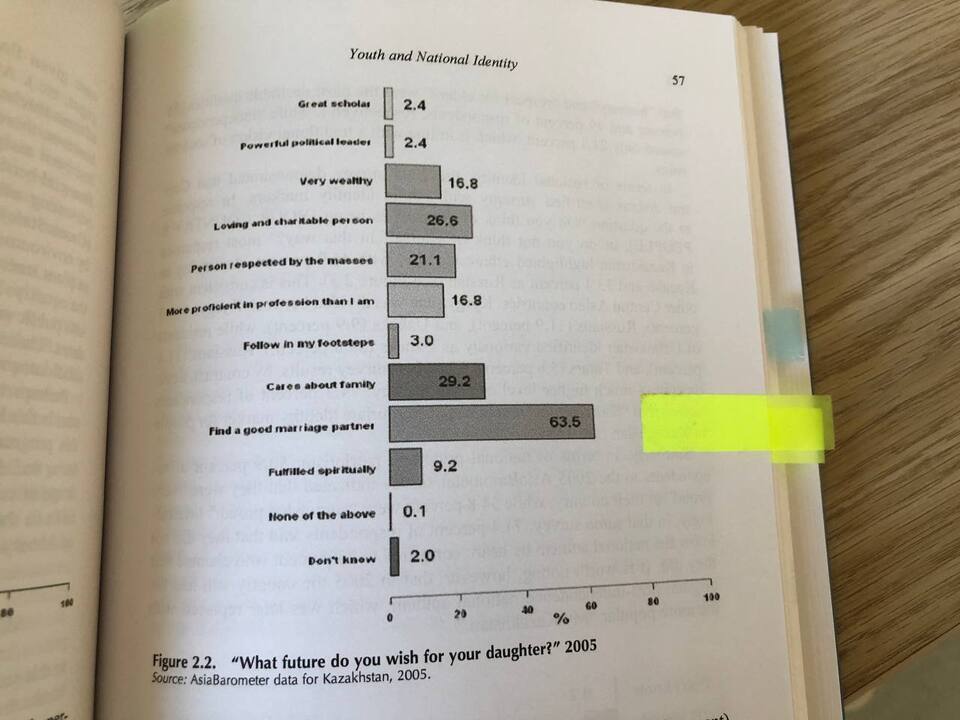 Youth and National Identity
57
Great scholar 2.4
Powerful political leader 2.4
Very wealthy 16.8
Loving and charitable person 26.6
Person respected by the masses 21.1
More proficient in profession than I am 16.8
Follow in my footsteps 3.0
Cares about family 29.2
Find a good marriage partner 63.5
Fulfilled spiritually 9.2
None of the above 0.1
Don't know 2.0
0 20 40 60 80 100
%
80 100
Figure 2.2. "What future do you wish for your daughter?" 2005
Source: AsiaBarometer data for Kazakhstan, 2005.